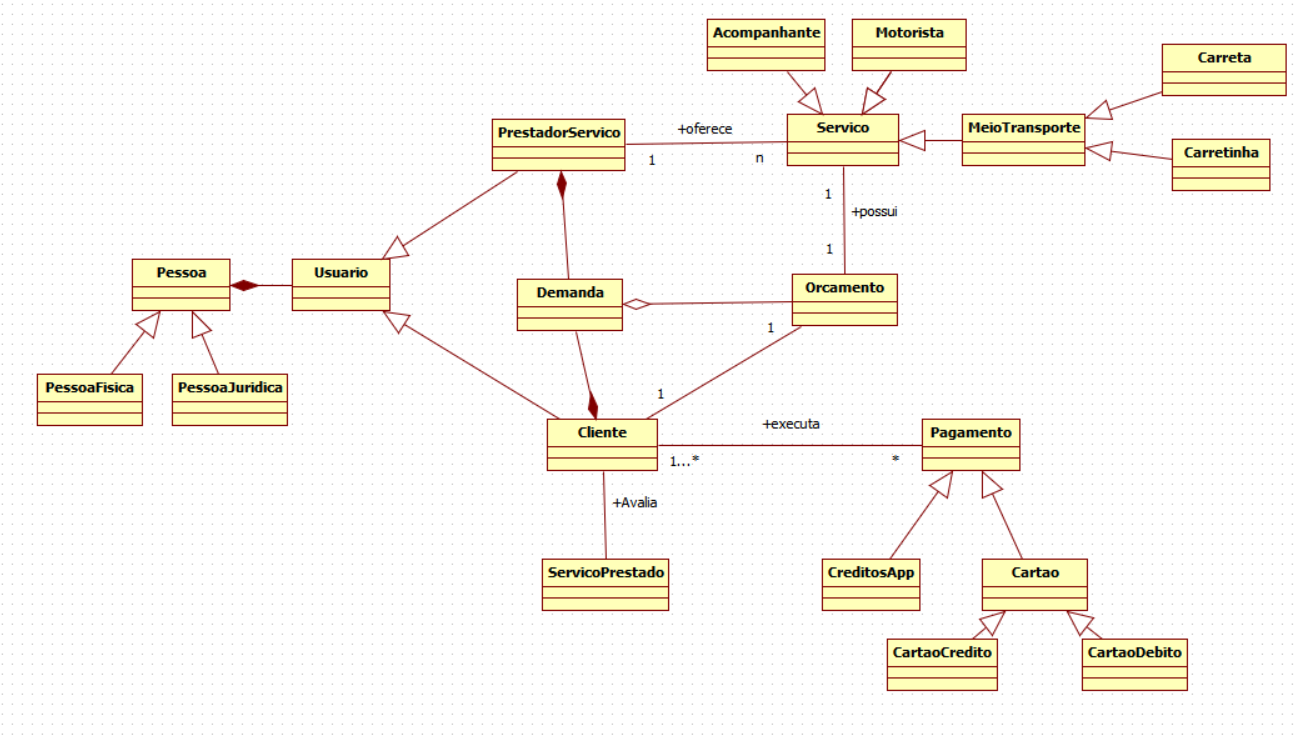 Acompanhante
Motorista
Carreta
PrestadorServico
+oferece
1
n
Servico
MeioTransporte
Carretinha
1
+possui
1
Pessoa
Usuario
Demanda
Orcamento
1
PessoaFisica
PessoaJuridica
1
Cliente
+executa
1...*
*
Pagamento
+Avalia
ServicoPrestado
CreditosApp
Cartao
CartaoCredito
CartaoDebito